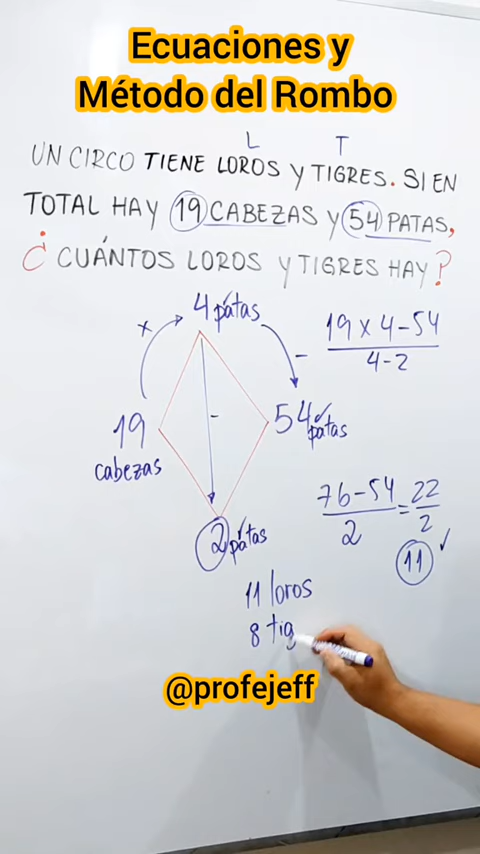 Ecuaciones y
Método del Rombo
L T
UN CIRCO TIENE LOROS Y TIGRES. SI EN
TOTAL HAY 19 CABEZAS Y 54 PATAS,
¿CUÁNTOS LOROS Y TIGRES HAY?
4 patas
x
-
19 x 4 - 54
4 - 2
19
cabezas
-
54 patas
2 patas
76 - 54
2
= 22
2
11
11 loros
8 tig
@profejeff